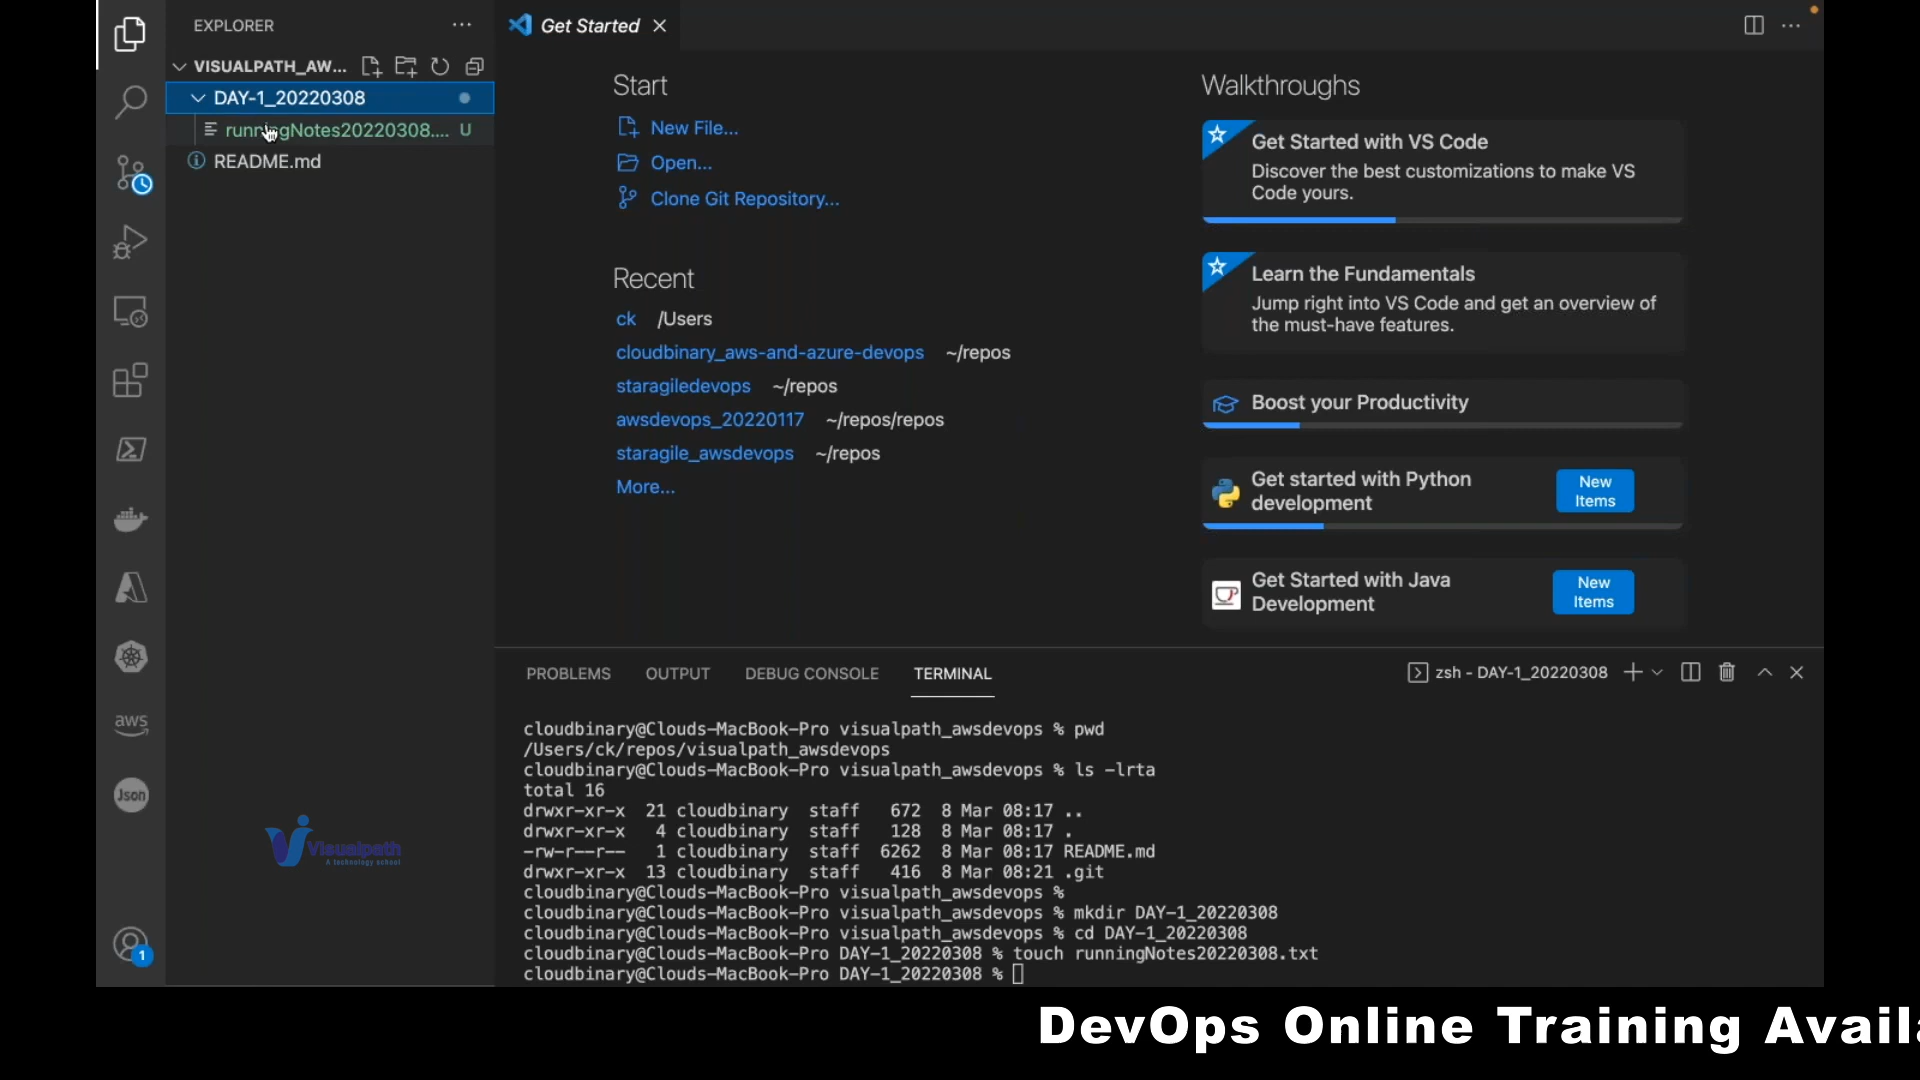 EXPLORER
VISUALPATH_AW...
DAY-1_20220308
runningNotes20220308.... U
README.md
Json
aws
1
Visualpath
A technology school
Get Started
Start
New File...
Open...
Clone Git Repository...
Recent
ck /Users
cloudbinary_aws-and-azure-devops ~/repos
staragiledevops ~/repos
awsdevops_20220117 ~/repos/repos
staragile_awsdevops ~/repos
More...
Walkthroughs
Get Started with VS Code
Discover the best customizations to make VS
Code yours.
Learn the Fundamentals
Jump right into VS Code and get an overview of
the must-have features.
Boost your Productivity
Get started with Python
development
New
Items
Get Started with Java
Development
New
Items
PROBLEMS OUTPUT DEBUG CONSOLE TERMINAL
zsh - DAY-1_20220308
cloudbinary@Clouds-MacBook-Pro visualpath_awsdevops % pwd
/Users/ck/repos/visualpath_awsdevops
cloudbinary@Clouds-MacBook-Pro visualpath_awsdevops % ls -lrta
total 16
drwxr-xr-x 21 cloudbinary staff 672 8 Mar 08:17 ..
drwxr-xr-x 4 cloudbinary staff 128 8 Mar 08:17 .
-rw-r--r-- 1 cloudbinary staff 6262 8 Mar 08:17 README.md
drwxr-xr-x 13 cloudbinary staff 416 8 Mar 08:21 .git
cloudbinary@Clouds-MacBook-Pro visualpath_awsdevops %
cloudbinary@Clouds-MacBook-Pro visualpath_awsdevops % mkdir DAY-1_20220308
cloudbinary@Clouds-MacBook-Pro visualpath_awsdevops % cd DAY-1_20220308
cloudbinary@Clouds-MacBook-Pro DAY-1_20220308 % touch runningNotes20220308.txt
cloudbinary@Clouds-MacBook-Pro DAY-1_20220308 %
DevOps Online Training Avail